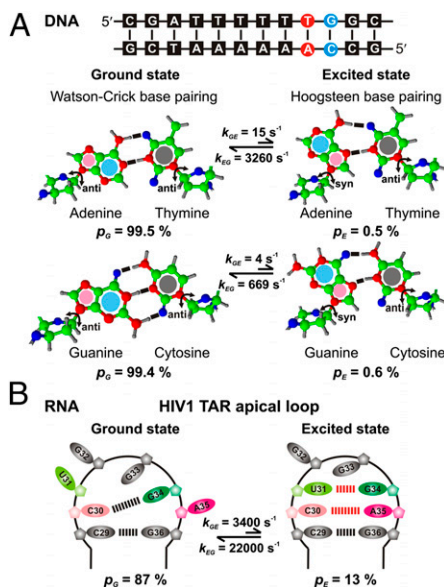 A
DNA
5′ C G A T T T T T T G G C
G C T A A A A A A C C G 5′
Ground state
Excited state
Watson-Crick base pairing
Hoogsteen base pairing
k_GE = 15 s⁻¹
k_EG = 3260 s⁻¹
anti
anti
syn
anti
Adenine
Thymine
Adenine
Thymine
p_G = 99.5 %
p_E = 0.5 %
k_GE = 4 s⁻¹
k_EG = 669 s⁻¹
anti
anti
syn
anti
Guanine
Cytosine
Guanine
Cytosine
p_G = 99.4 %
p_E = 0.6 %
B
RNA
HIV1 TAR apical loop
Ground state
Excited state
G32
G33
U31
G34
C30
A35
C29
G36
k_GE = 3400 s⁻¹
k_EG = 22000 s⁻¹
G32
G33
U31
G34
C30
A35
C29
G36
p_G = 87 %
p_E = 13 %